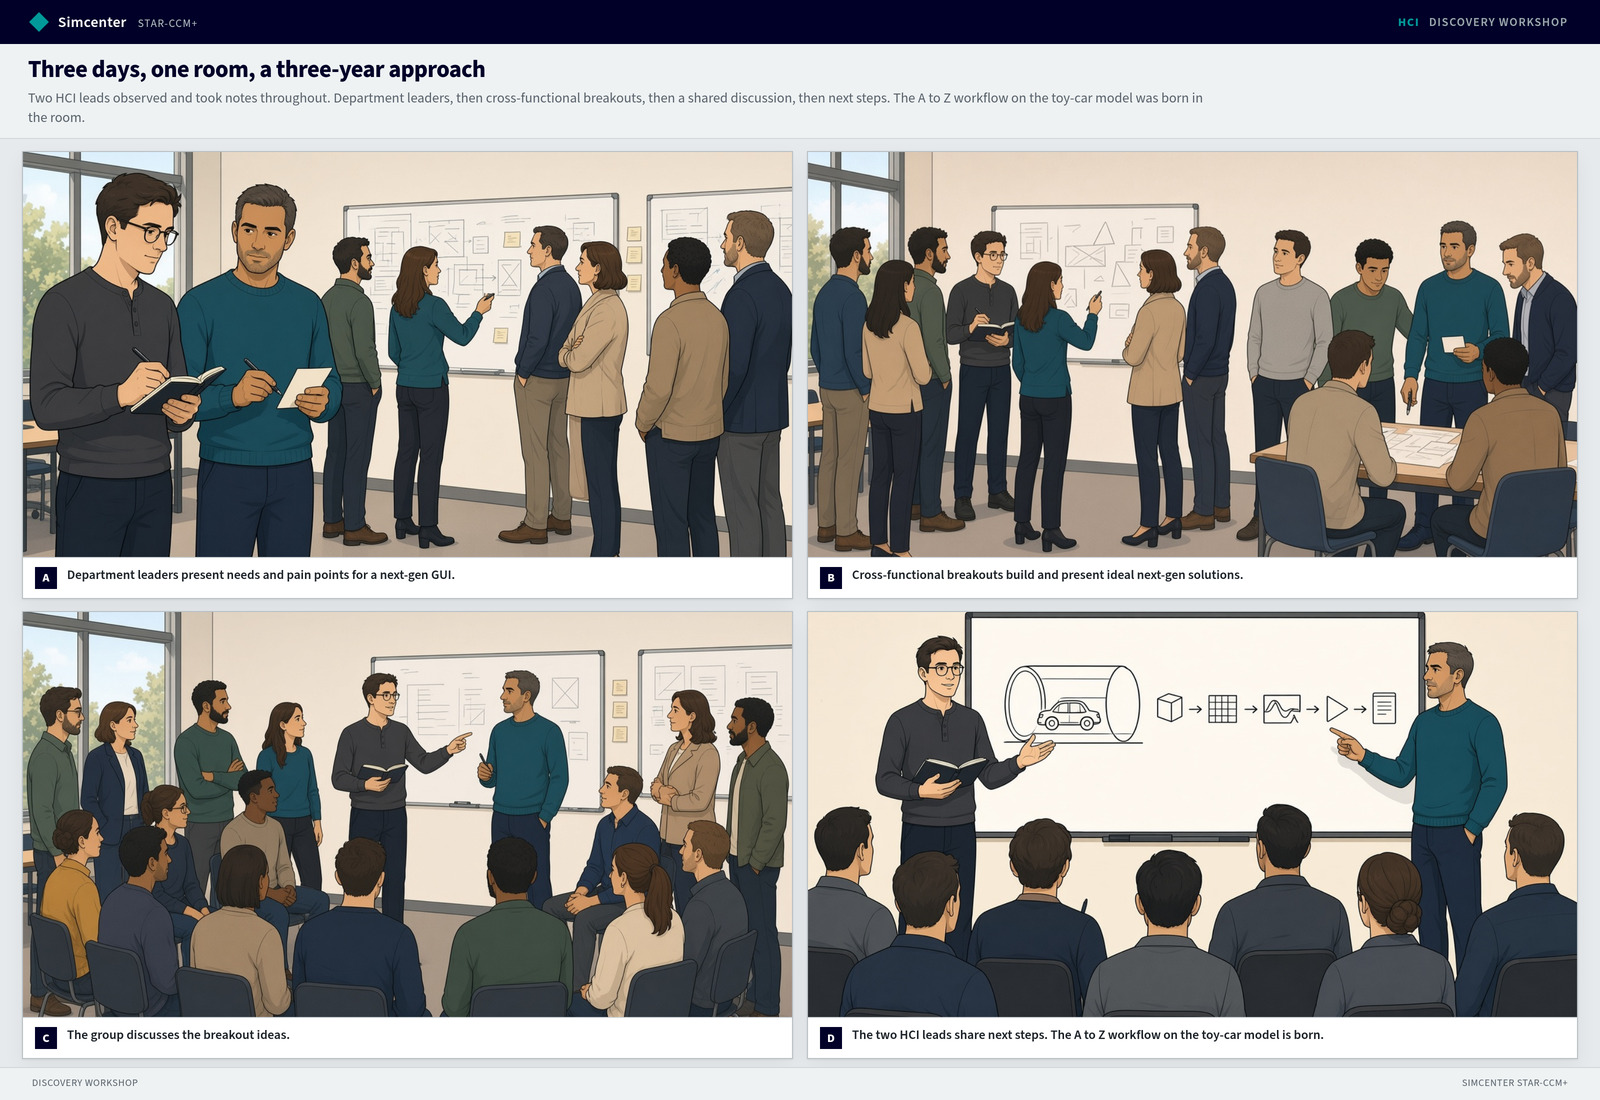 Simcenter STAR-CCM+
HCI DISCOVERY WORKSHOP
Three days, one room, a three-year approach
Two HCI leads observed and took notes throughout. Department leaders, then cross-functional breakouts, then a shared discussion, then next steps. The A to Z workflow on the toy-car model was born in
the room.
A Department leaders present needs and pain points for a next-gen GUI.
B Cross-functional breakouts build and present ideal next-gen solutions.
C The group discusses the breakout ideas.
D The two HCI leads share next steps. The A to Z workflow on the toy-car model is born.
DISCOVERY WORKSHOP
SIMCENTER STAR-CCM+